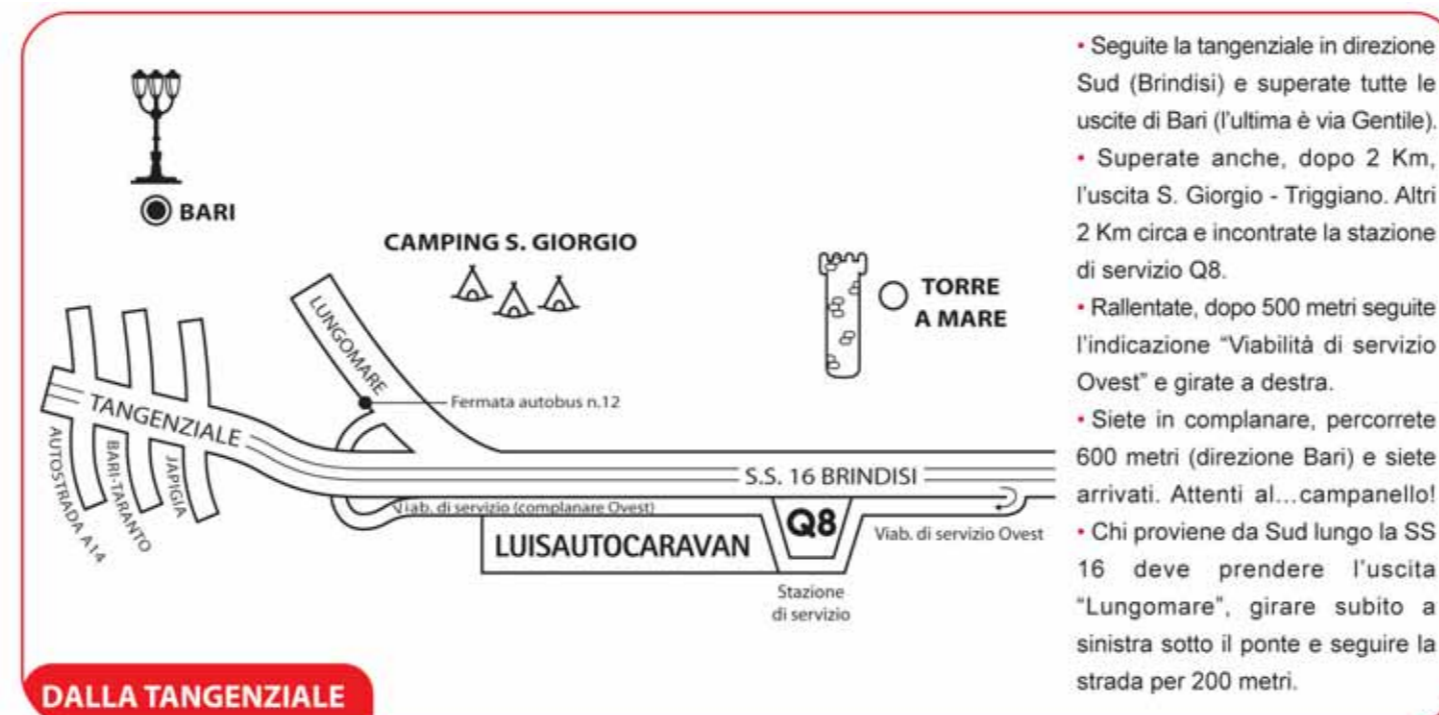 BARI
CAMPING S. GIORGIO
TORRE
A MARE
LUNGOMARE
Fermata autobus n.12
TANGENZIALE
AUTOSTRADA A14
BARI-TARANTO
JAPIGIA
S.S. 16 BRINDISI
Viab. di servizio (complanare Ovest)
LUISAUTOCARAVAN
Q8
Viab. di servizio Ovest
Stazione
di servizio
DALLA TANGENZIALE
• Seguite la tangenziale in direzione
Sud (Brindisi) e superate tutte le
uscite di Bari (l'ultima è via Gentile).
• Superate anche, dopo 2 Km,
l'uscita S. Giorgio - Triggiano. Altri
2 Km circa e incontrate la stazione
di servizio Q8.
• Rallentate, dopo 500 metri seguite
l'indicazione “Viabilità di servizio
Ovest” e girate a destra.
• Siete in complanare, percorrete
600 metri (direzione Bari) e siete
arrivati. Attenti al...campanello!
• Chi proviene da Sud lungo la SS
16 deve prendere l'uscita
“Lungomare”, girare subito a
sinistra sotto il ponte e seguire la
strada per 200 metri.